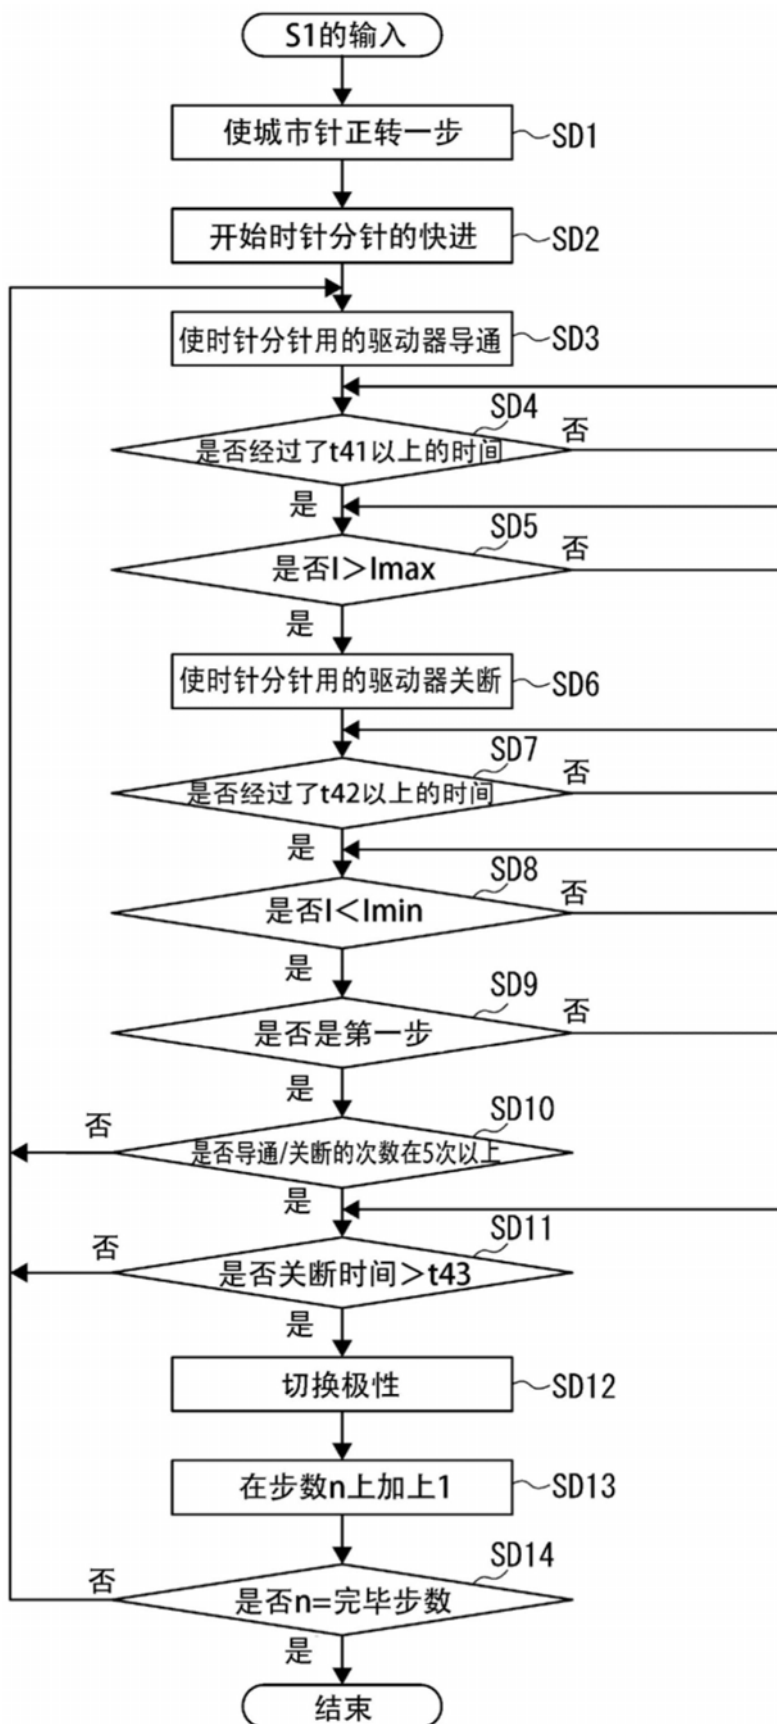 S1的输入
使城市针正转一步
SD1
开始时针分针的快进
SD2
使时针分针用的驱动器导通
SD3
SD4
是否经过了t41以上的时间
否
是
SD5
是否I＞Imax
否
是
使时针分针用的驱动器关断
SD6
SD7
是否经过了t42以上的时间
否
是
SD8
是否I＜Imin
否
是
SD9
是否是第一步
否
是
SD10
否
是否导通/关断的次数在5次以上
是
SD11
否
是否关断时间＞t43
是
切换极性
SD12
在步数n上加上1
SD13
SD14
否
是否n=完毕步数
是
结束